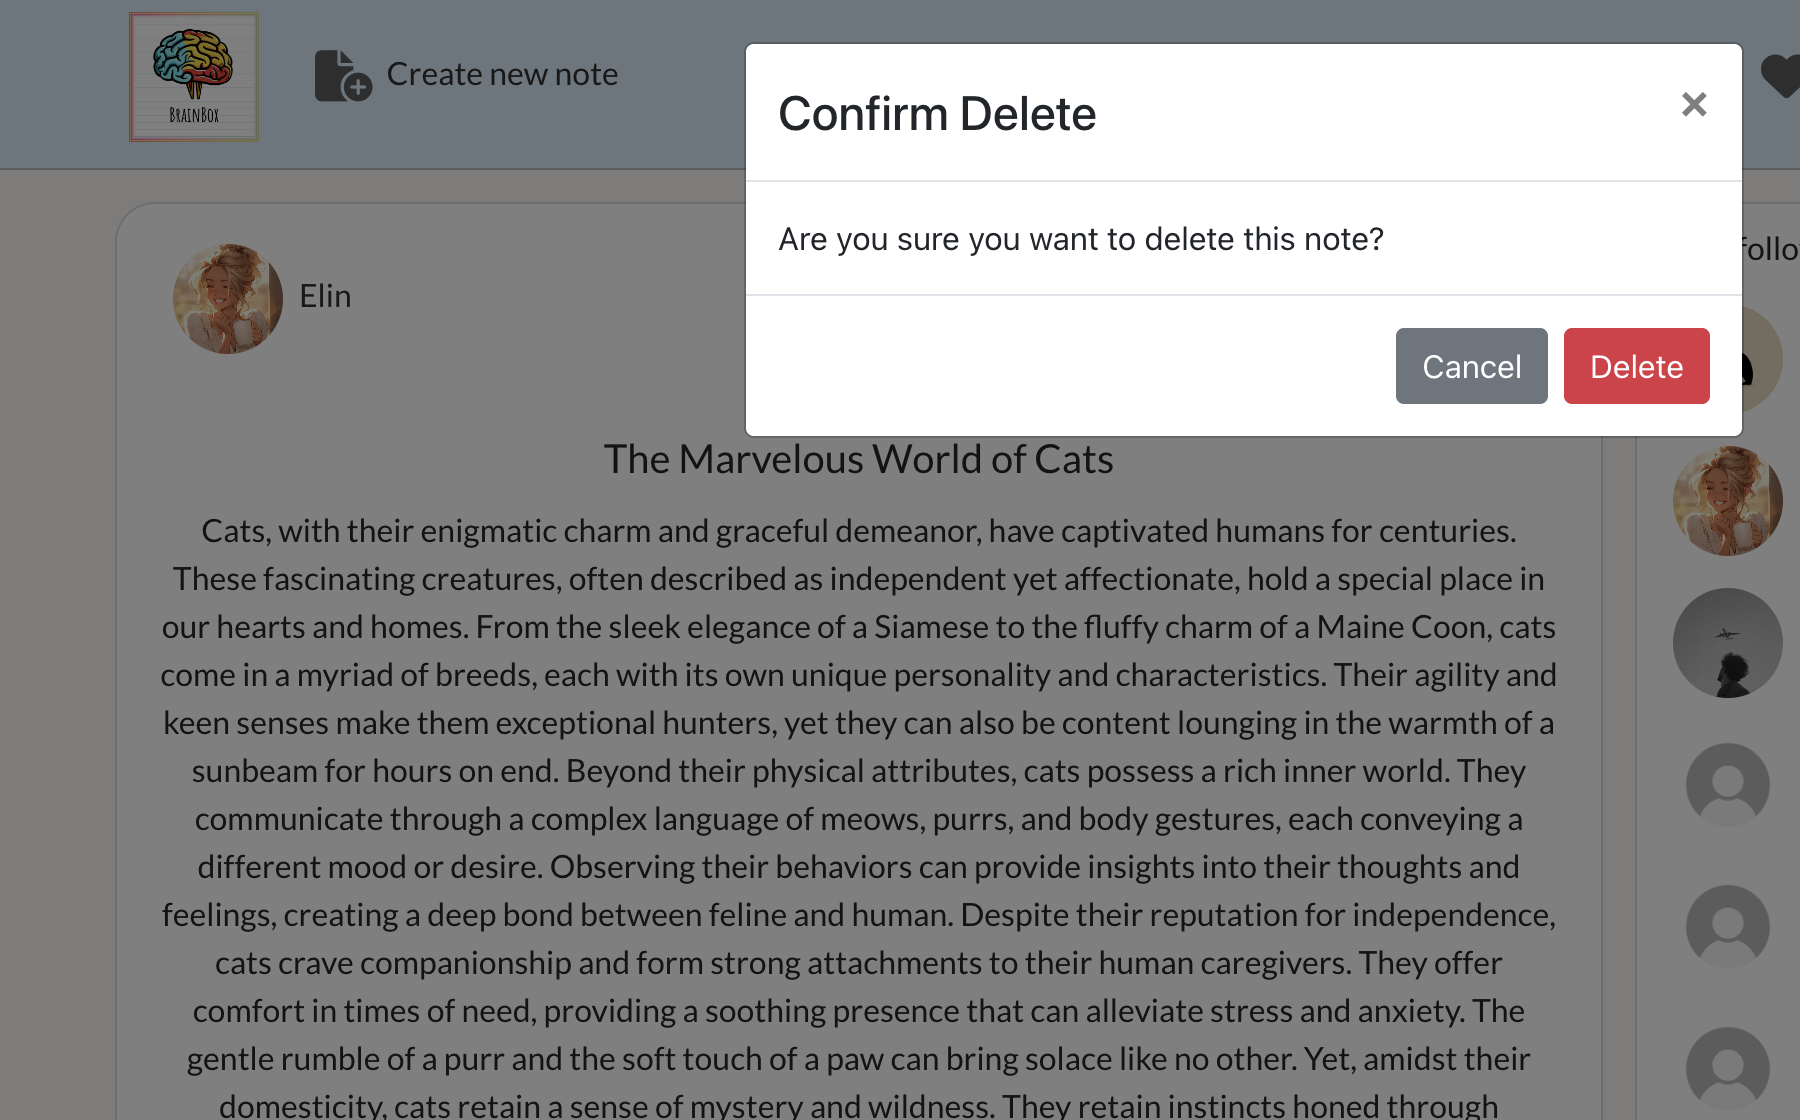 BRAINBOX
Create new note
Confirm Delete
×
Are you sure you want to delete this note?
Cancel
Delete
Elin
follo
The Marvelous World of Cats
Cats, with their enigmatic charm and graceful demeanor, have captivated humans for centuries.
These fascinating creatures, often described as independent yet affectionate, hold a special place in
our hearts and homes. From the sleek elegance of a Siamese to the fluffy charm of a Maine Coon, cats
come in a myriad of breeds, each with its own unique personality and characteristics. Their agility and
keen senses make them exceptional hunters, yet they can also be content lounging in the warmth of a
sunbeam for hours on end. Beyond their physical attributes, cats possess a rich inner world. They
communicate through a complex language of meows, purrs, and body gestures, each conveying a
different mood or desire. Observing their behaviors can provide insights into their thoughts and
feelings, creating a deep bond between feline and human. Despite their reputation for independence,
cats crave companionship and form strong attachments to their human caregivers. They offer
comfort in times of need, providing a soothing presence that can alleviate stress and anxiety. The
gentle rumble of a purr and the soft touch of a paw can bring solace like no other. Yet, amidst their
domesticity, cats retain a sense of mystery and wildness. They retain instincts honed through